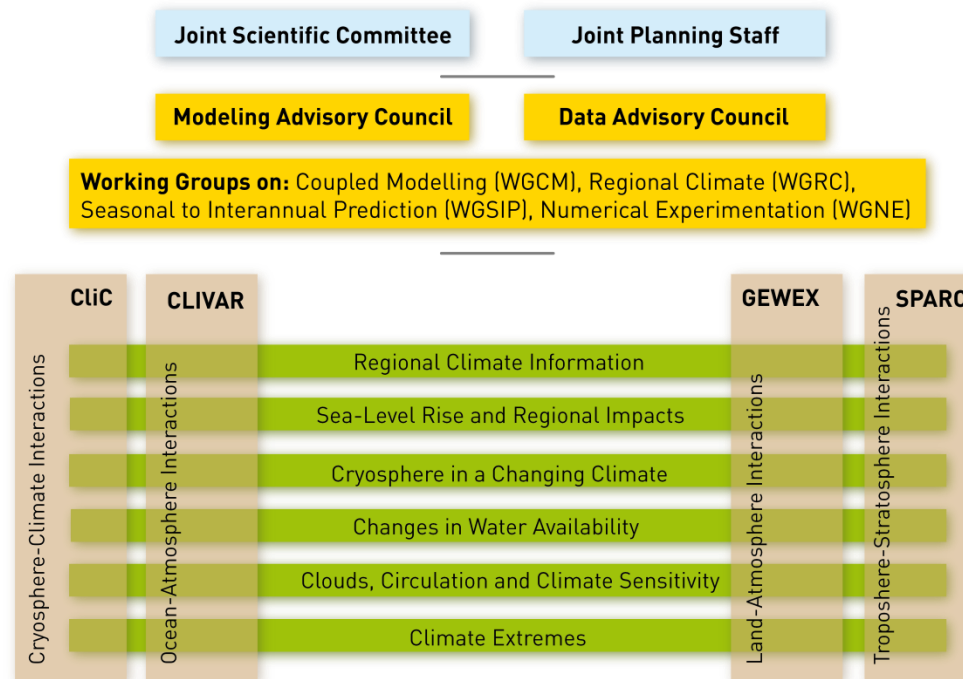 Joint Scientific Committee
Joint Planning Staff
Modeling Advisory Council
Data Advisory Council
Working Groups on: Coupled Modelling (WGCM), Regional Climate (WGRC),
Seasonal to Interannual Prediction (WGSIP), Numerical Experimentation (WGNE)
CliC
CLIVAR
GEWEX
SPARC
Cryosphere-Climate Interactions
Ocean-Atmosphere Interactions
Regional Climate Information
Sea-Level Rise and Regional Impacts
Cryosphere in a Changing Climate
Changes in Water Availability
Clouds, Circulation and Climate Sensitivity
Climate Extremes
Land-Atmosphere Interactions
Troposhere-Stratosphere Interactions